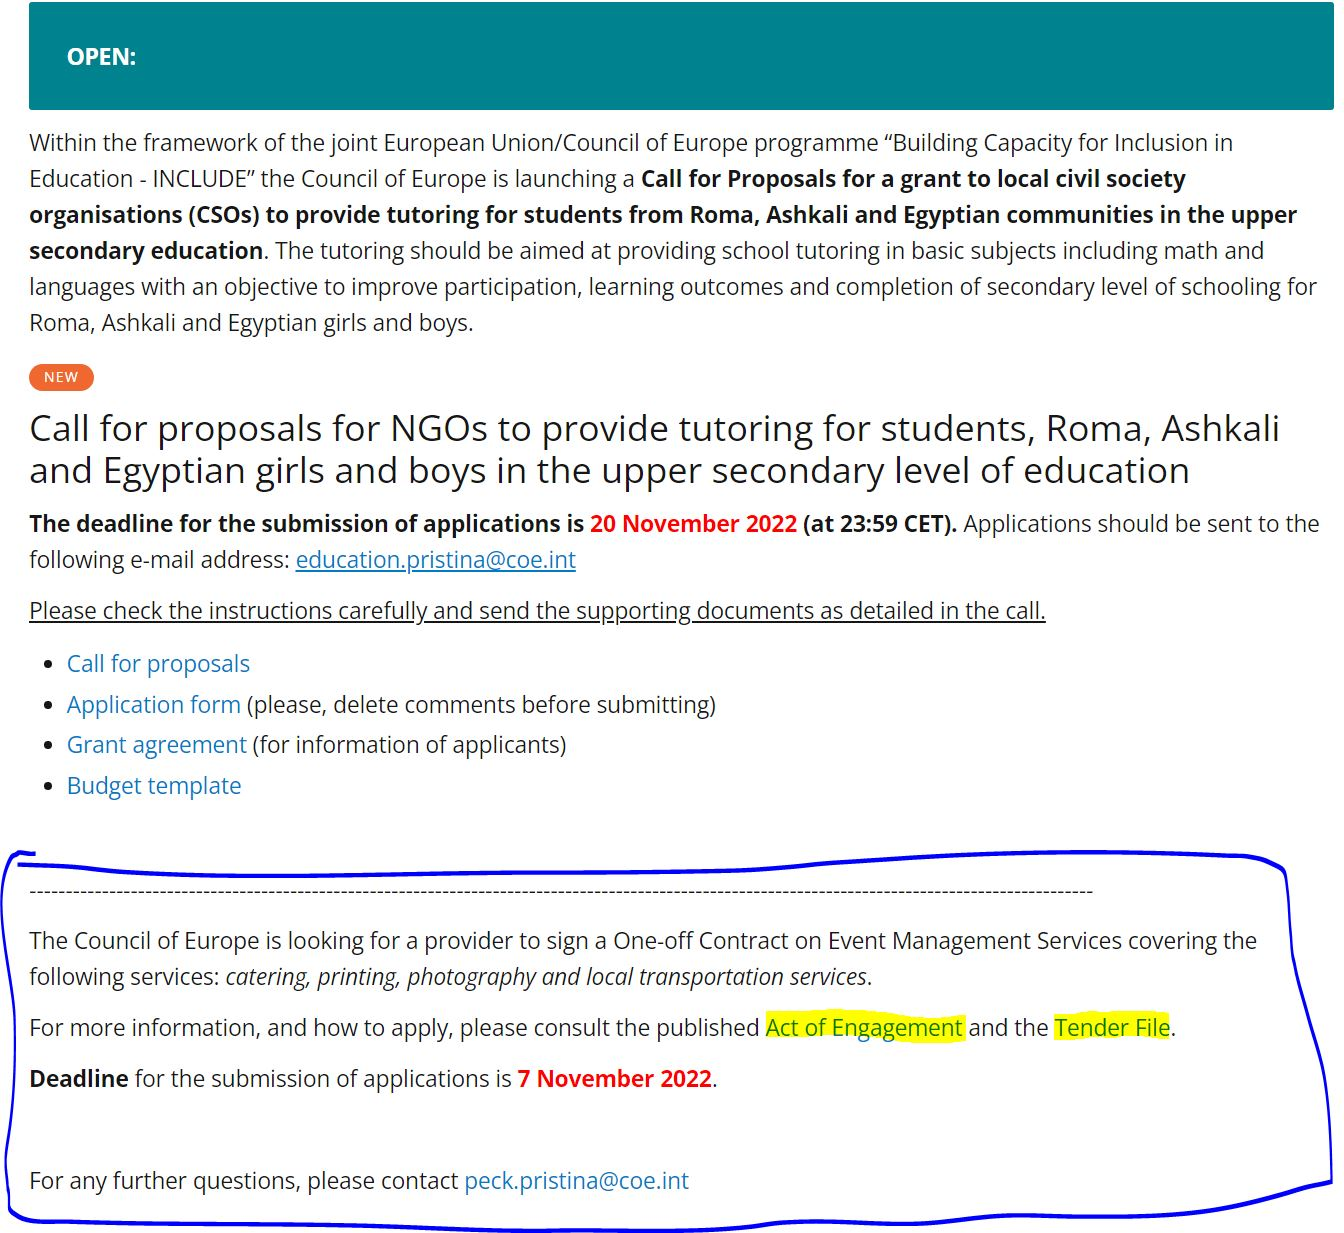 OPEN:
Within the framework of the joint European Union/Council of Europe programme “Building Capacity for Inclusion in
Education - INCLUDE” the Council of Europe is launching a Call for Proposals for a grant to local civil society
organisations (CSOs) to provide tutoring for students from Roma, Ashkali and Egyptian communities in the upper
secondary education. The tutoring should be aimed at providing school tutoring in basic subjects including math and
languages with an objective to improve participation, learning outcomes and completion of secondary level of schooling for
Roma, Ashkali and Egyptian girls and boys.
NEW
Call for proposals for NGOs to provide tutoring for students, Roma, Ashkali
and Egyptian girls and boys in the upper secondary level of education
The deadline for the submission of applications is 20 November 2022 (at 23:59 CET). Applications should be sent to the
following e-mail address: education.pristina@coe.int
Please check the instructions carefully and send the supporting documents as detailed in the call.
• Call for proposals
• Application form (please, delete comments before submitting)
• Grant agreement (for information of applicants)
• Budget template
------------------------------------------------------------------------------------------------------------------------------------------------------
The Council of Europe is looking for a provider to sign a One-off Contract on Event Management Services covering the
following services: catering, printing, photography and local transportation services.
For more information, and how to apply, please consult the published Act of Engagement and the Tender File.
Deadline for the submission of applications is 7 November 2022.
For any further questions, please contact peck.pristina@coe.int